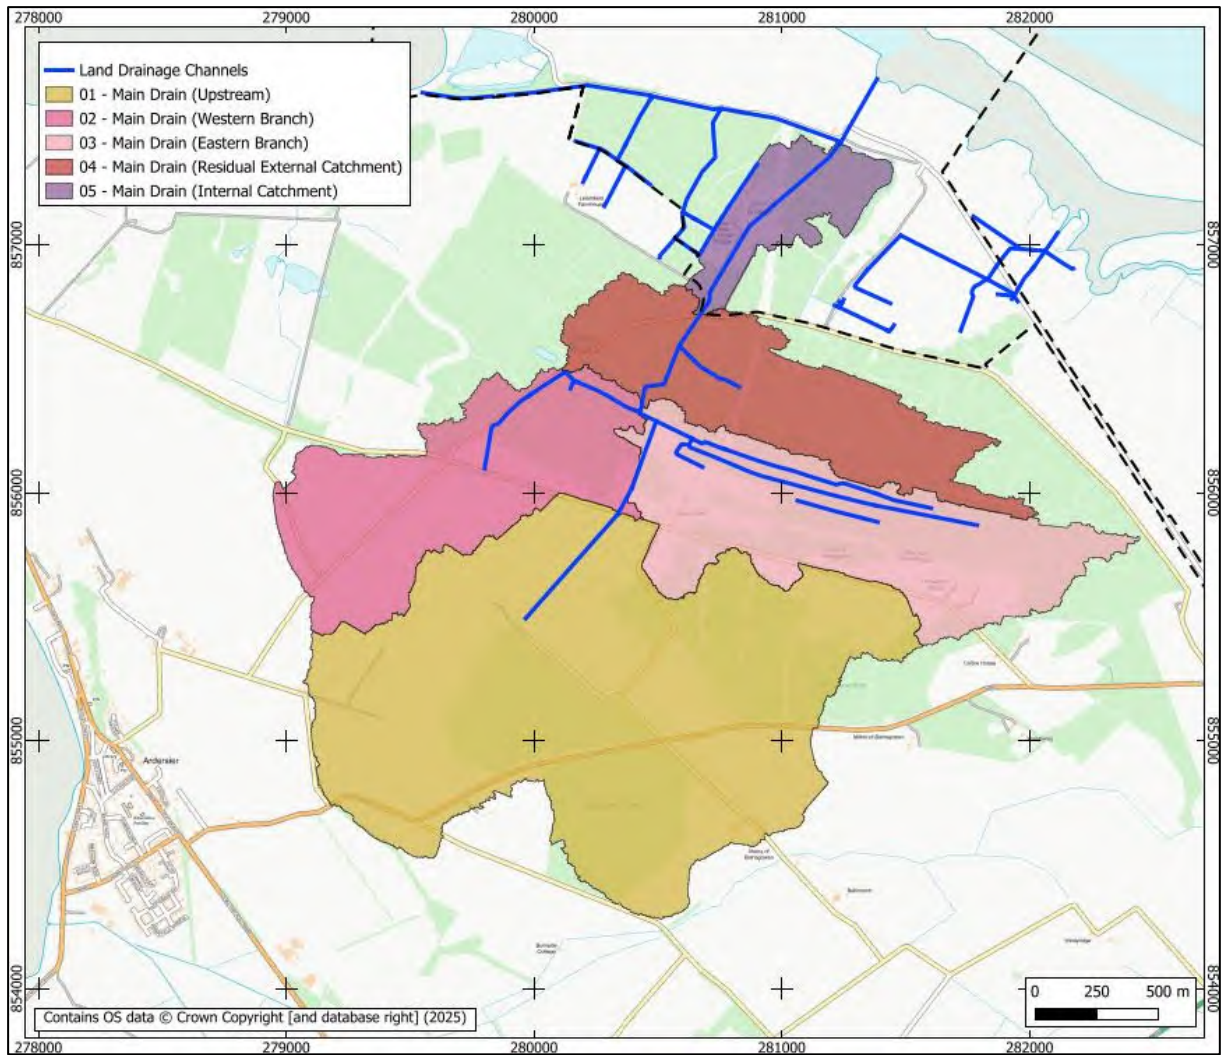 278000 279000 280000 281000 282000
Land Drainage Channels
01 - Main Drain (Upstream)
02 - Main Drain (Western Branch)
03 - Main Drain (Eastern Branch)
04 - Main Drain (Residual External Catchment)
05 - Main Drain (Internal Catchment)
857000 857000
856000 856000
855000 855000
Ardersier
854000 854000
0 250 500 m
Contains OS data © Crown Copyright [and database right] (2025)
278000 279000 280000 281000 282000